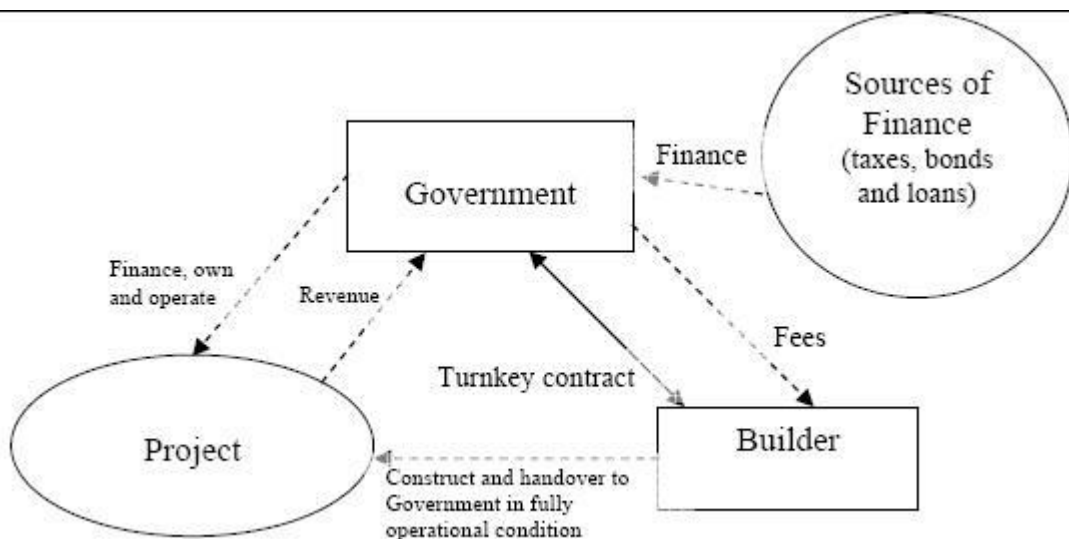 Sources of
Finance
(taxes, bonds
and loans)
Finance
Government
Finance, own
and operate
Revenue
Fees
Turnkey contract
Builder
Project
Construct and handover to
Government in fully
operational condition